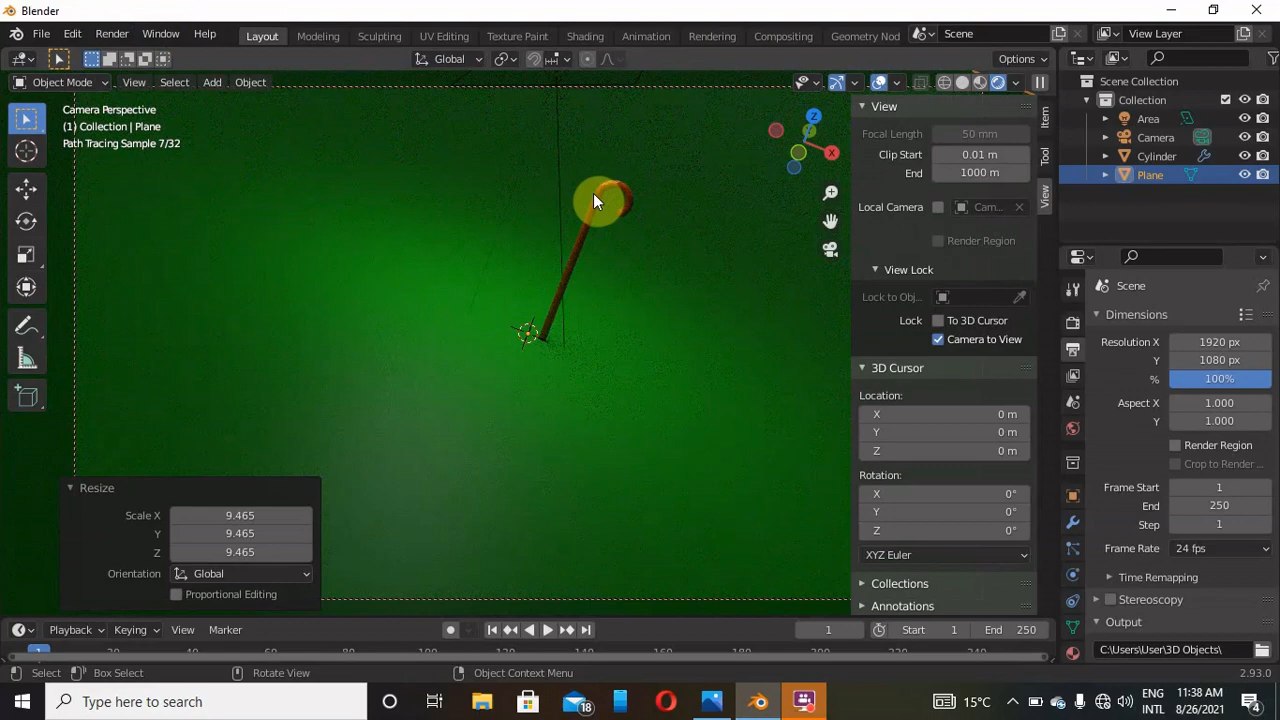 Blender
File Edit Render Window Help Layout Modeling Sculpting UV Editing Texture Paint Shading Animation Rendering Compositing Geometry Nod Scene View Layer
Global Options
Object Mode View Select Add Object
Camera Perspective
(1) Collection | Plane
Path Tracing Sample 7/32
Z
X
View
Focal Length 50 mm
Clip Start 0.01 m
End 1000 m
Local Camera Cam...
Render Region
View Lock
Lock to Obj...
Lock To 3D Cursor
Camera to View
3D Cursor
Location:
X 0 m
Y 0 m
Z 0 m
Rotation:
X 0°
Y 0°
Z 0°
XYZ Euler
Collections
Annotations
Item
Tool
View
Scene Collection
Collection
Area
Camera
Cylinder
Plane
Scene
Dimensions
Resolution X 1920 px
Y 1080 px
% 100%
Aspect X 1.000
Y 1.000
Render Region
Crop to Render ...
Frame Start 1
End 250
Step 1
Frame Rate 24 fps
Time Remapping
Stereoscopy
Output
C:\Users\User\3D Objects\
Resize
Scale X 9.465
Y 9.465
Z 9.465
Orientation Global
Proportional Editing
Playback Keying View Marker 1 Start 1 End 250
Select Box Select Rotate View Object Context Menu 2.93.0
Type here to search 18 15°C ENG INTL 11:38 AM 8/26/2021 4